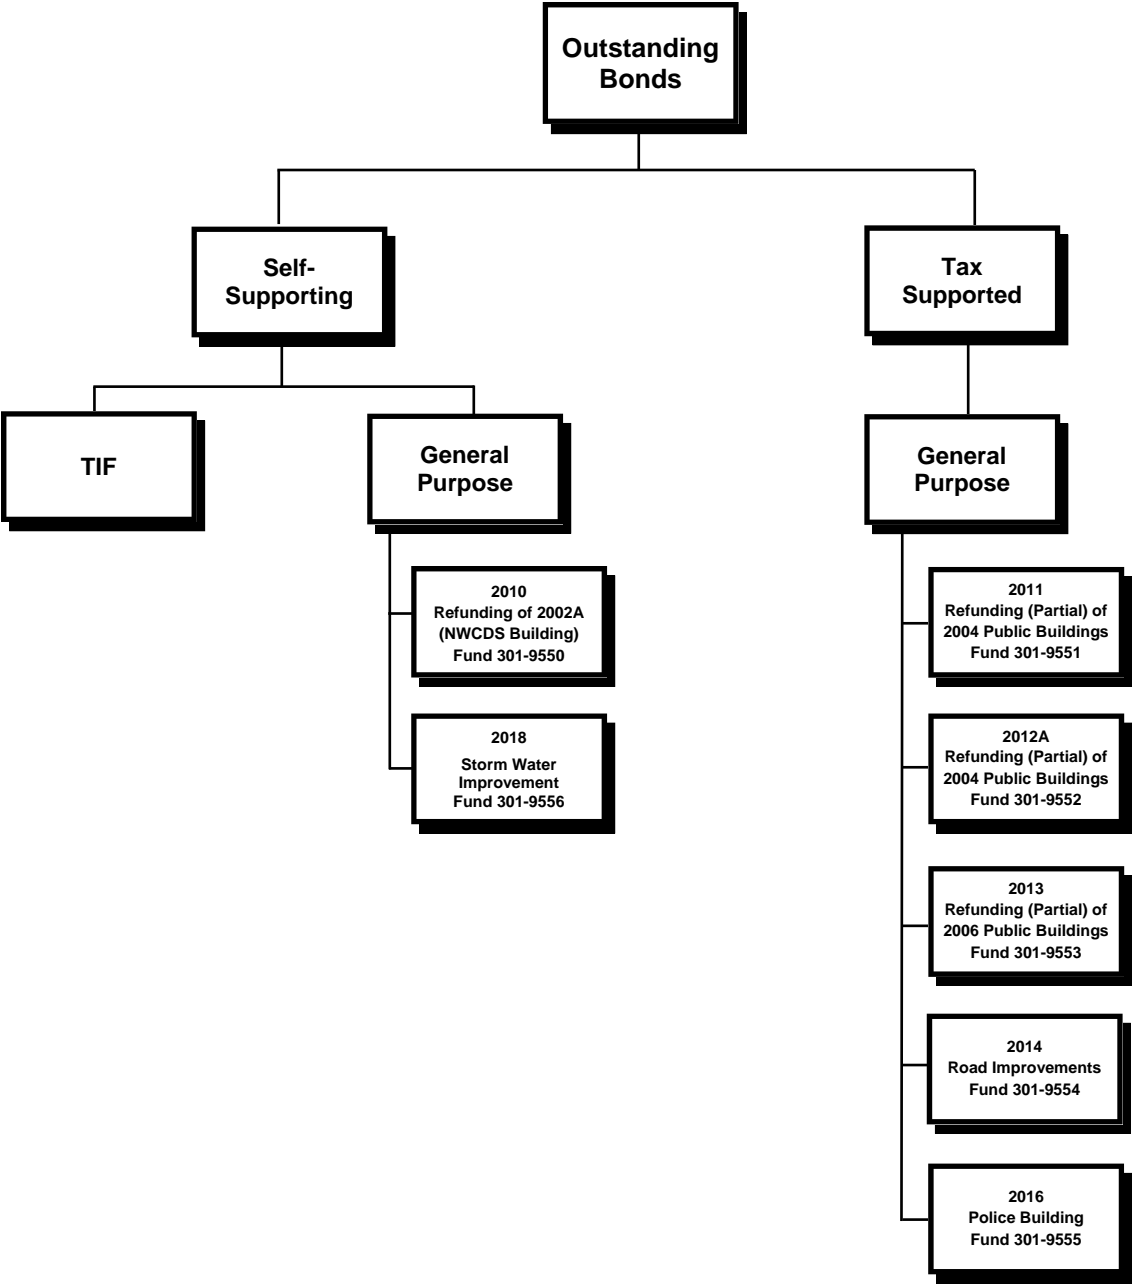 Outstanding
Bonds
Self-
Supporting
Tax
Supported
TIF
General
Purpose
General
Purpose
2010
Refunding of 2002A
(NWCDS Building)
Fund 301-9550
2018
Storm Water
Improvement
Fund 301-9556
2011
Refunding (Partial) of
2004 Public Buildings
Fund 301-9551
2012A
Refunding (Partial) of
2004 Public Buildings
Fund 301-9552
2013
Refunding (Partial) of
2006 Public Buildings
Fund 301-9553
2014
Road Improvements
Fund 301-9554
2016
Police Building
Fund 301-9555